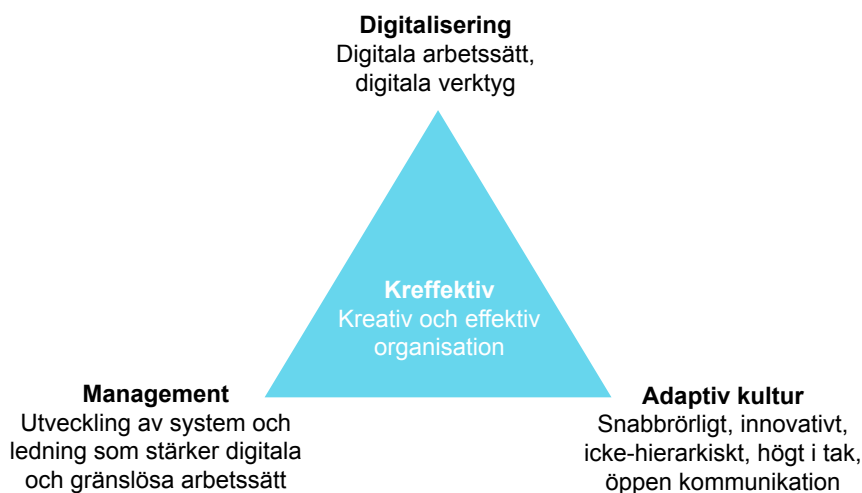 Digitalisering
Digitala arbetssätt,
digitala verktyg
Kreffektiv
Kreativ och effektiv
organisation
Management
Utveckling av system och
ledning som stärker digitala
och gränslösa arbetssätt
Adaptiv kultur
Snabbrörligt, innovativt,
icke-hierarkiskt, högt i tak,
öppen kommunikation